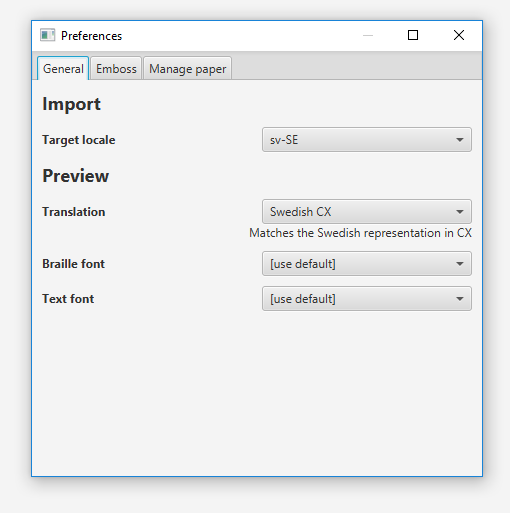 Preferences
General Emboss Manage paper
Import
Target locale sv-SE
Preview
Translation Swedish CX
Matches the Swedish representation in CX
Braille font [use default]
Text font [use default]